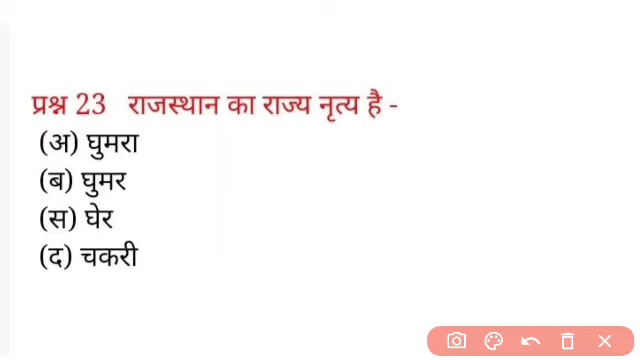 प्रश्न 23 राजस्थान का राज्य नृत्य है -
(अ) घुमरा
(ब) घुमर
(स) घेर
(द) चकरी